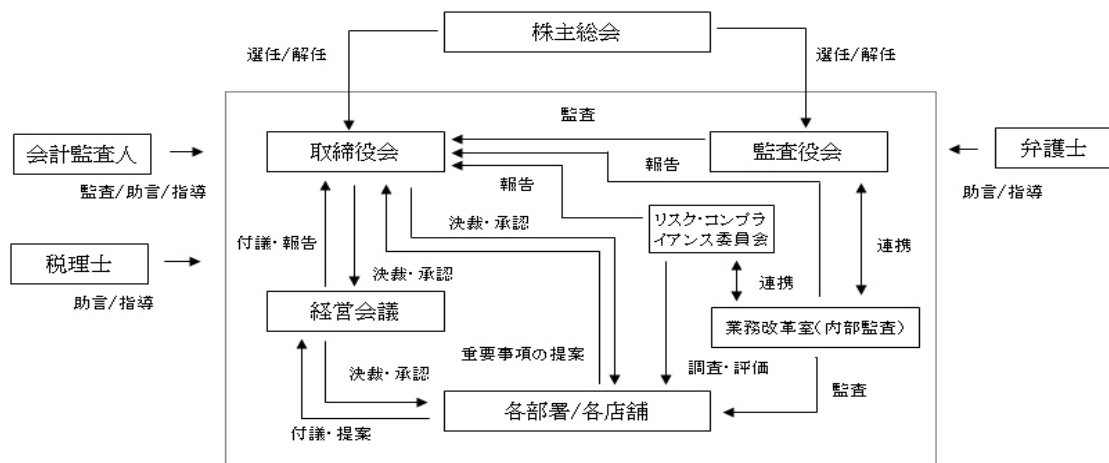 株主総会
選任/解任
選任/解任
監査
会計監査人
取締役会
監査役会
弁護士
監査/助言/指導
報告
報告
助言/指導
リスク・コンプラ
イアンス委員会
決裁・承認
付議・報告
連携
税理士
決裁・承認
連携
助言/指導
経営会議
業務改革室(内部監査)
重要事項の提案
調査・評価
決裁・承認
監査
各部署/各店舗
付議・提案